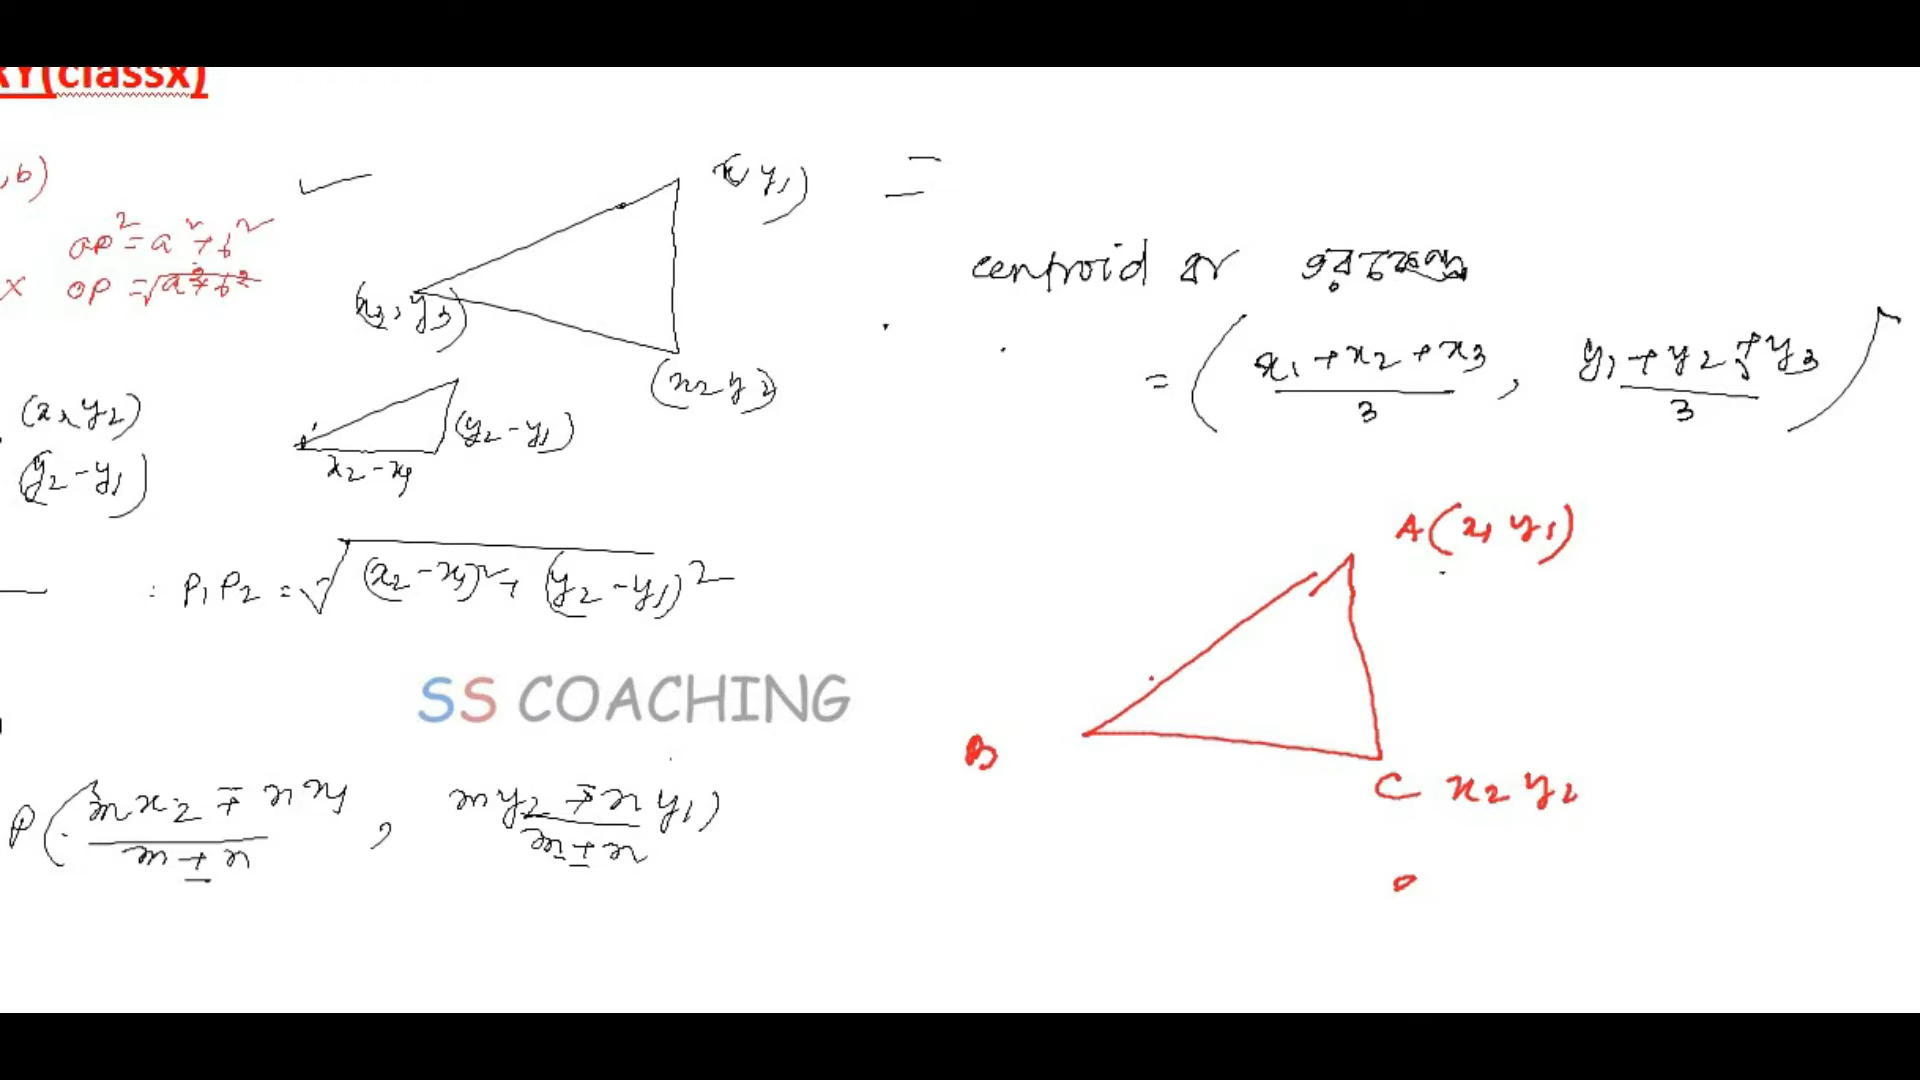 RY(classx)
,b)
OP² = a² + b²
x OP = √a² + b²
(x₁ y₁)
(x₃, y₃)
(x₂ y₂)
(x, y₂)
(y₂ - y₁)
(y₂ - y₁)
x₂ - x₁
: P₁P₂ = √(x₂ - x₁)² + (y₂ - y₁)²
SS COACHING
P(mx₂ ∓ nx₁ / m ± n, my₂ ∓ ny₁ / m ± n)
=
centroid or
= (x₁ + x₂ + x₃ / 3, y₁ + y₂ + y₃ / 3)
A(x₁ y₁)
B
C x₂ y₂